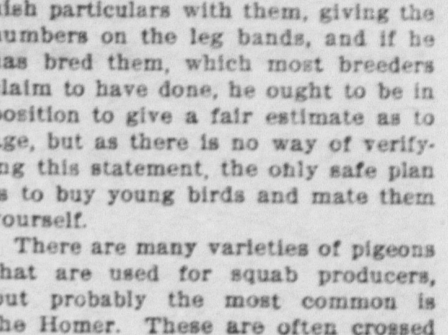 nish particulars with them, giving the
numbers on the leg bands, and if he
has bred them, which most breeders
claim to have done, he ought to be in
position to give a fair estimate as to
age, but as there is no way of verify-
ing this statement, the only safe plan
is to buy young birds and mate them
yourself.
There are many varieties of pigeons
that are used for squab producers,
but probably the most common is
the Homer. These are often crossed